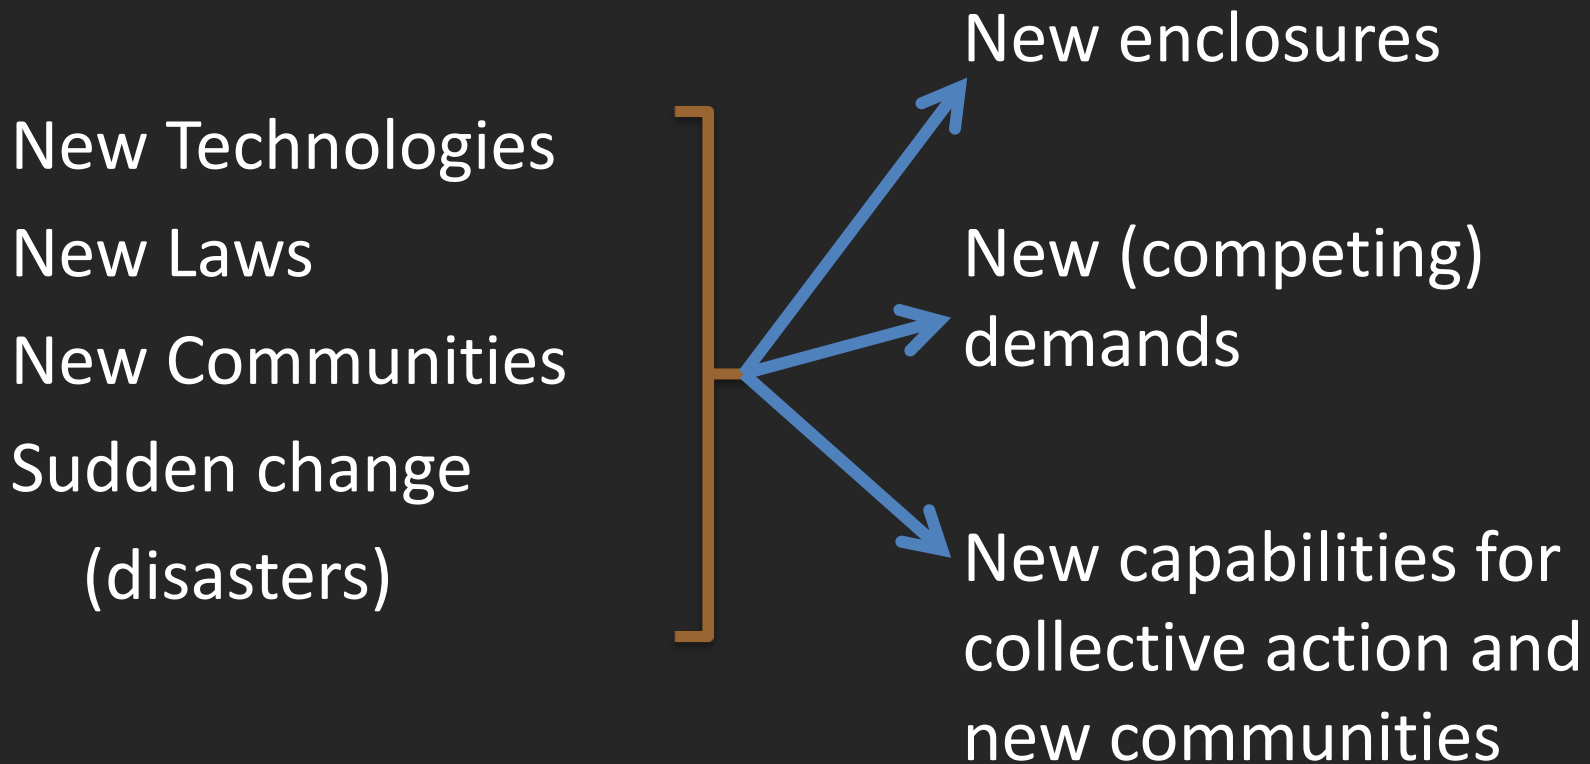 New Technologies
New Laws
New Communities
Sudden change
(disasters)
New enclosures
New (competing)
demands
New capabilities for
collective action and
new communities